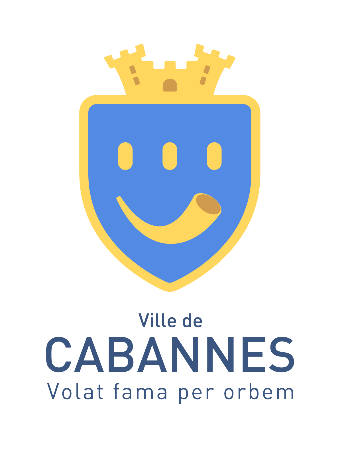 Ville de
CABANNES
Volat fama per orbem